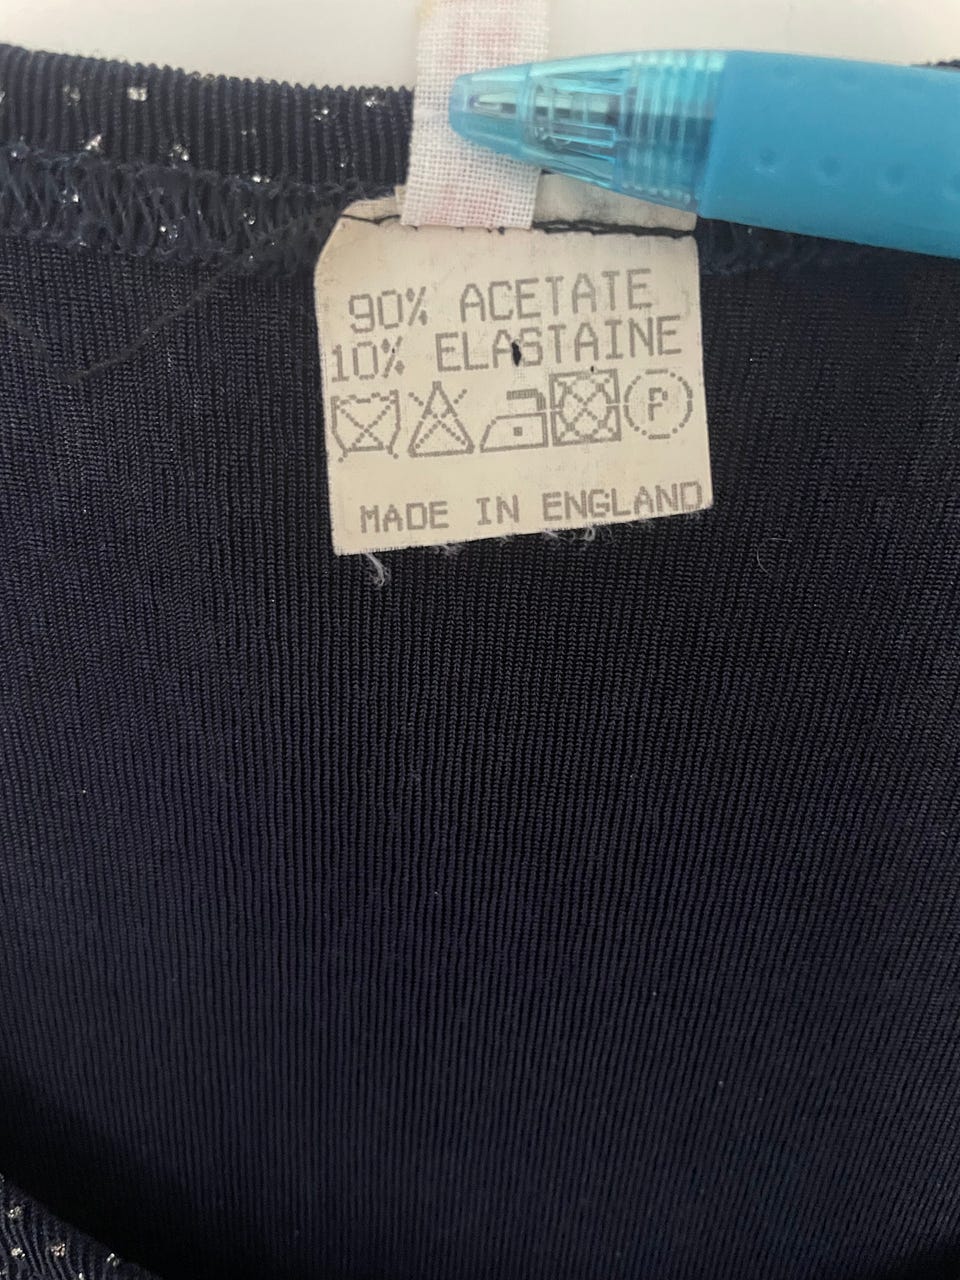 90% ACETATE
10% ELASTAINE
P
MADE IN ENGLAND